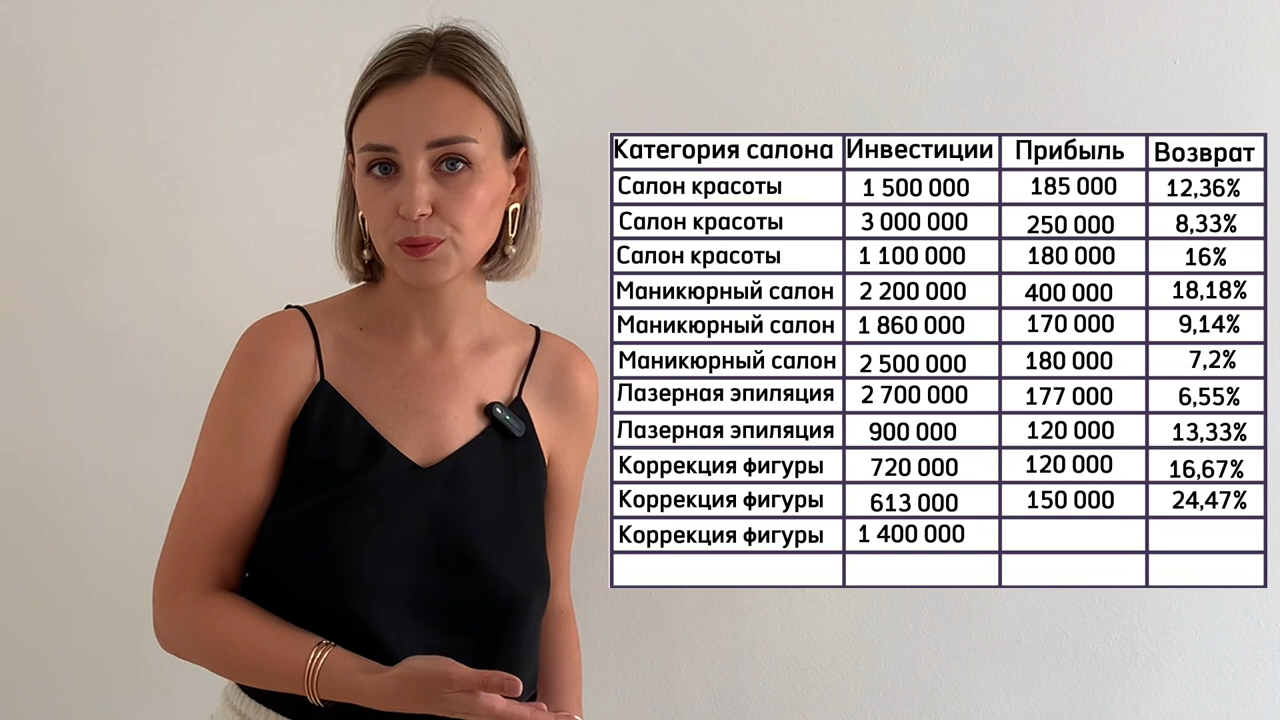 Категория салона Инвестиции Прибыль Возврат
Салон красоты 1 500 000 185 000 12,36%
Салон красоты 3 000 000 250 000 8,33%
Салон красоты 1 100 000 180 000 16%
Маникюрный салон 2 200 000 400 000 18,18%
Маникюрный салон 1 860 000 170 000 9,14%
Маникюрный салон 2 500 000 180 000 7,2%
Лазерная эпиляция 2 700 000 177 000 6,55%
Лазерная эпиляция 900 000 120 000 13,33%
Коррекция фигуры 720 000 120 000 16,67%
Коррекция фигуры 613 000 150 000 24,47%
Коррекция фигуры 1 400 000